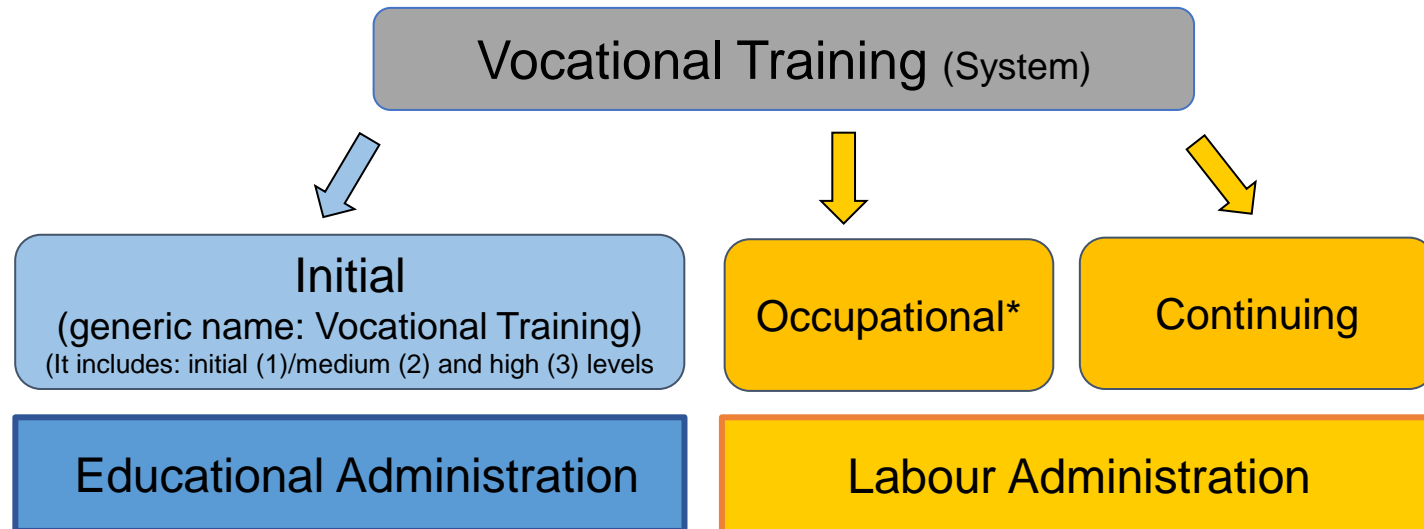 Vocational Training (System)
Initial
(generic name: Vocational Training)
(It includes: initial (1)/medium (2) and high (3) levels
Occupational*
Continuing
Educational Administration
Labour Administration